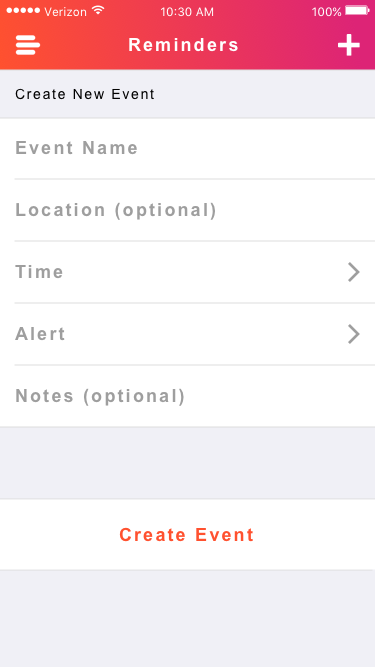 Verizon 10:30 AM 100%
Reminders
Create New Event
Event Name
Location (optional)
Time
Alert
Notes (optional)
Create Event